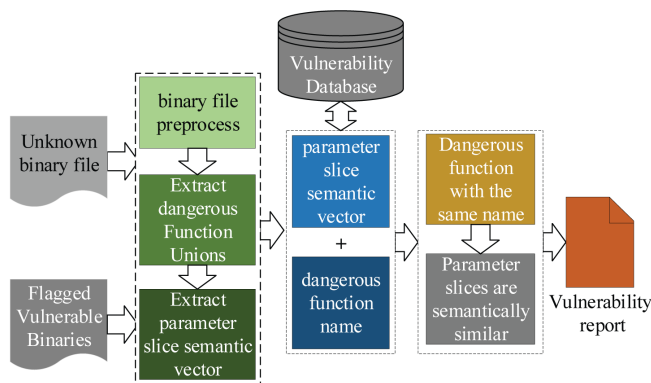 Unknown
binary file
Flagged
Vulnerable
Binaries
binary file
preprocess
Extract
dangerous
Function
Unions
Extract
parameter
slice semantic
vector
Vulnerability
Database
parameter
slice
semantic
vector
+
dangerous
function
name
Dangerous
function
with the
same name
Parameter
slices are
semantically
similar
Vulnerability
report